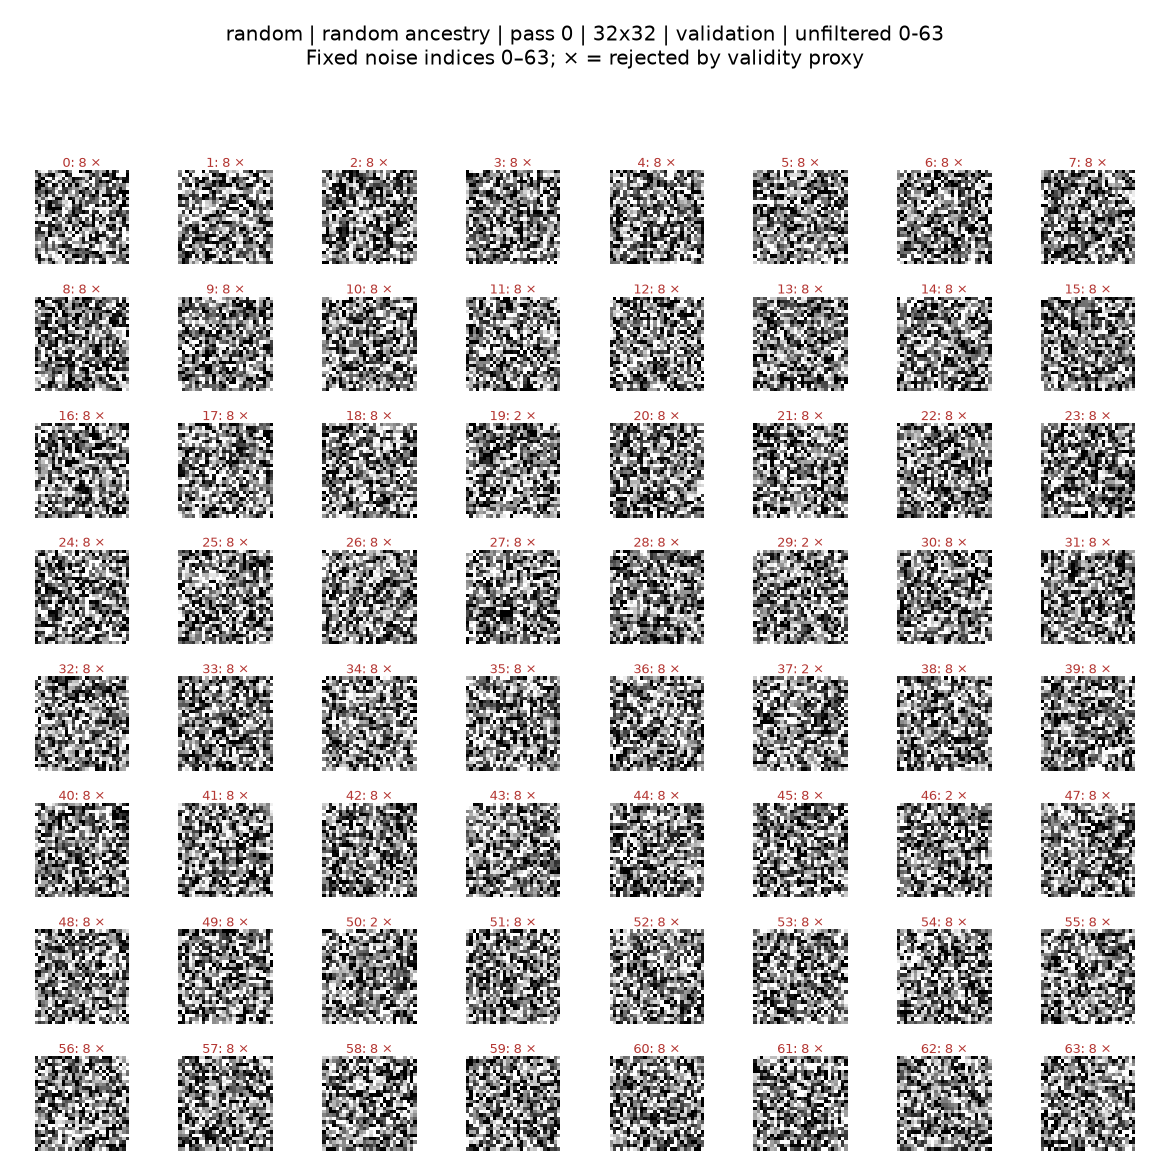 random | random ancestry | pass 0 | 32x32 | validation | unfiltered 0-63
Fixed noise indices 0–63; × = rejected by validity proxy
0: 8 × 1: 8 × 2: 8 × 3: 8 × 4: 8 × 5: 8 × 6: 8 × 7: 8 ×
8: 8 × 9: 8 × 10: 8 × 11: 8 × 12: 8 × 13: 8 × 14: 8 × 15: 8 ×
16: 8 × 17: 8 × 18: 8 × 19: 2 × 20: 8 × 21: 8 × 22: 8 × 23: 8 ×
24: 8 × 25: 8 × 26: 8 × 27: 8 × 28: 8 × 29: 2 × 30: 8 × 31: 8 ×
32: 8 × 33: 8 × 34: 8 × 35: 8 × 36: 8 × 37: 2 × 38: 8 × 39: 8 ×
40: 8 × 41: 8 × 42: 8 × 43: 8 × 44: 8 × 45: 8 × 46: 2 × 47: 8 ×
48: 8 × 49: 8 × 50: 2 × 51: 8 × 52: 8 × 53: 8 × 54: 8 × 55: 8 ×
56: 8 × 57: 8 × 58: 8 × 59: 8 × 60: 8 × 61: 8 × 62: 8 × 63: 8 ×